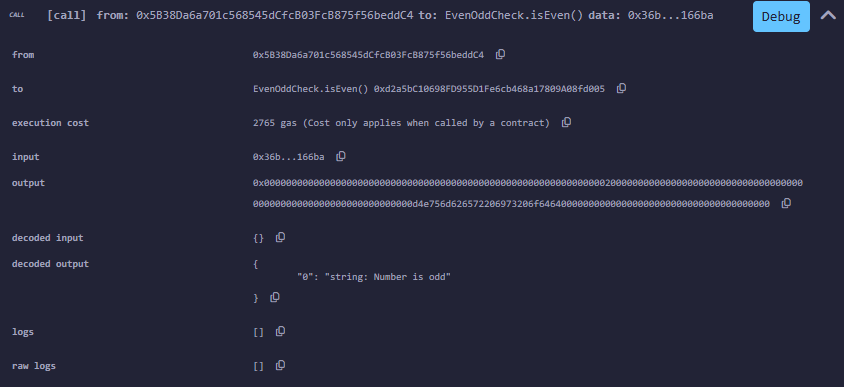 CALL [call] from: 0x5B38Da6a701c568545dCfcB03FcB875f56beddC4 to: EvenOddCheck.isEven() data: 0x36b...166ba Debug
from 0x5B38Da6a701c568545dCfcB03FcB875f56beddC4
to EvenOddCheck.isEven() 0xd2a5bC10698FD955D1Fe6cb468a17809A08fd005
execution cost 2765 gas (Cost only applies when called by a contract)
input 0x36b...166ba
output 0x00000000000000000000000000000000000000000000000000000000000000200000000000000000000000000000000000
00000000000000000000000000000d4e756d626572206973206f646400000000000000000000000000000000000000
decoded input {}
decoded output {
"0": "string: Number is odd"
}
logs []
raw logs []